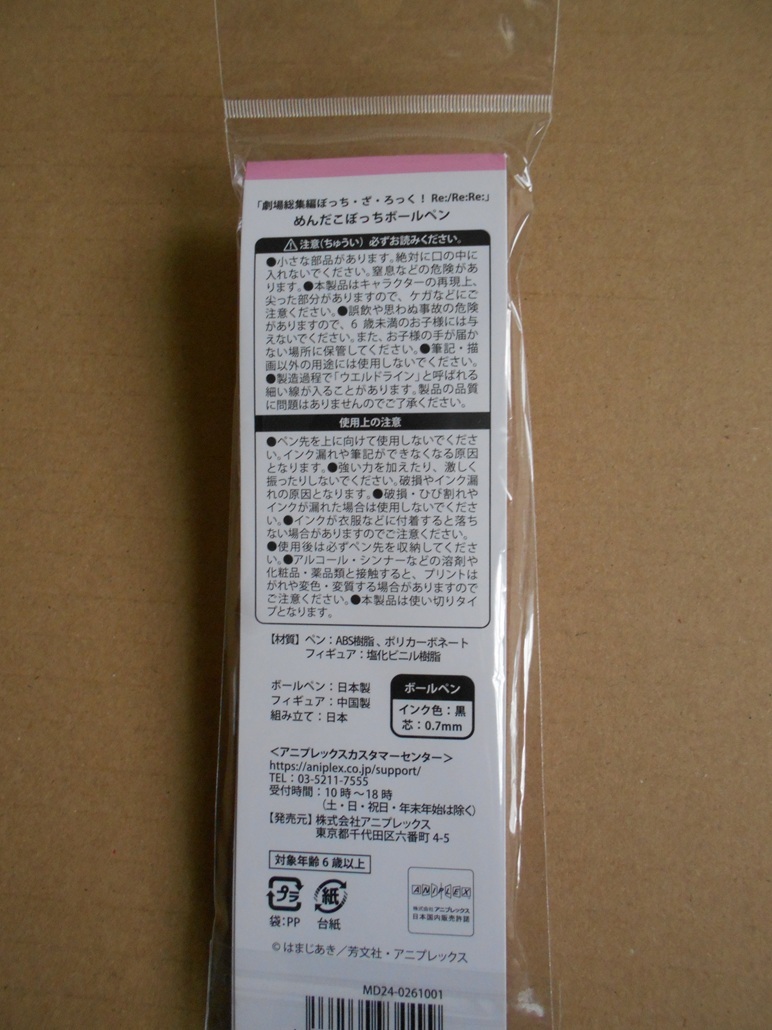 「劇場総集編ぼっち・ざ・ろっく！ Re:/Re:Re:」
めんだこぼっちボールペン
⚠注意(ちゅうい) 必ずお読みください。
●小さな部品があります。絶対に口の中に
入れないでください。窒息などの危険があ
ります。●本製品はキャラクターの再現上、
尖った部分がありますので、ケガなどにご
注意ください。●誤飲や思わぬ事故の危険
がありますので、6 歳未満のお子様には与
えないでください。また、お子様の手が届か
ない場所に保管してください。●筆記・描
画以外の用途には使用しないでください。
●製造過程で「ウエルドライン」と呼ばれる
細い線が入ることがあります。製品の品質
に問題はありませんのでご了承ください。
使用上の注意
●ペン先を上に向けて使用しないでくださ
い。インク漏れや筆記ができなくなる原因
となります。●強い力を加えたり、激しく
振ったりしないでください。破損やインク漏
れの原因となります。●破損・ひび割れや
インクが漏れた場合は使用しないでくださ
い。●インクが衣服などに付着すると落ち
ない場合がありますのでご注意ください。
●使用後は必ずペン先を収納してくださ
い。●アルコール・シンナーなどの溶剤や
化粧品・薬品類と接触すると、プリントは
がれや変色・変質する場合がありますので
ご注意ください。●本製品は使い切りタイ
プとなります。
【材質】ペン：ABS樹脂、ポリカーボネート
フィギュア：塩化ビニル樹脂
ボールペン：日本製
フィギュア：中国製
組み立て：日本
ボールペン
インク色：黒
芯：0.7mm
＜アニプレックスカスタマーセンター＞
https://aniplex.co.jp/support/
TEL：03-5211-7555
受付時間：10時～18時
（土・日・祝日・年末年始は除く）
【発売元】株式会社アニプレックス
東京都千代田区六番町 4-5
対象年齢 6 歳以上
プラ
袋：PP
紙
台紙
ANIPLEX
株式会社アニプレックス
日本国内販売許諾
©はまじあき／芳文社・アニプレックス
MD24-0261001